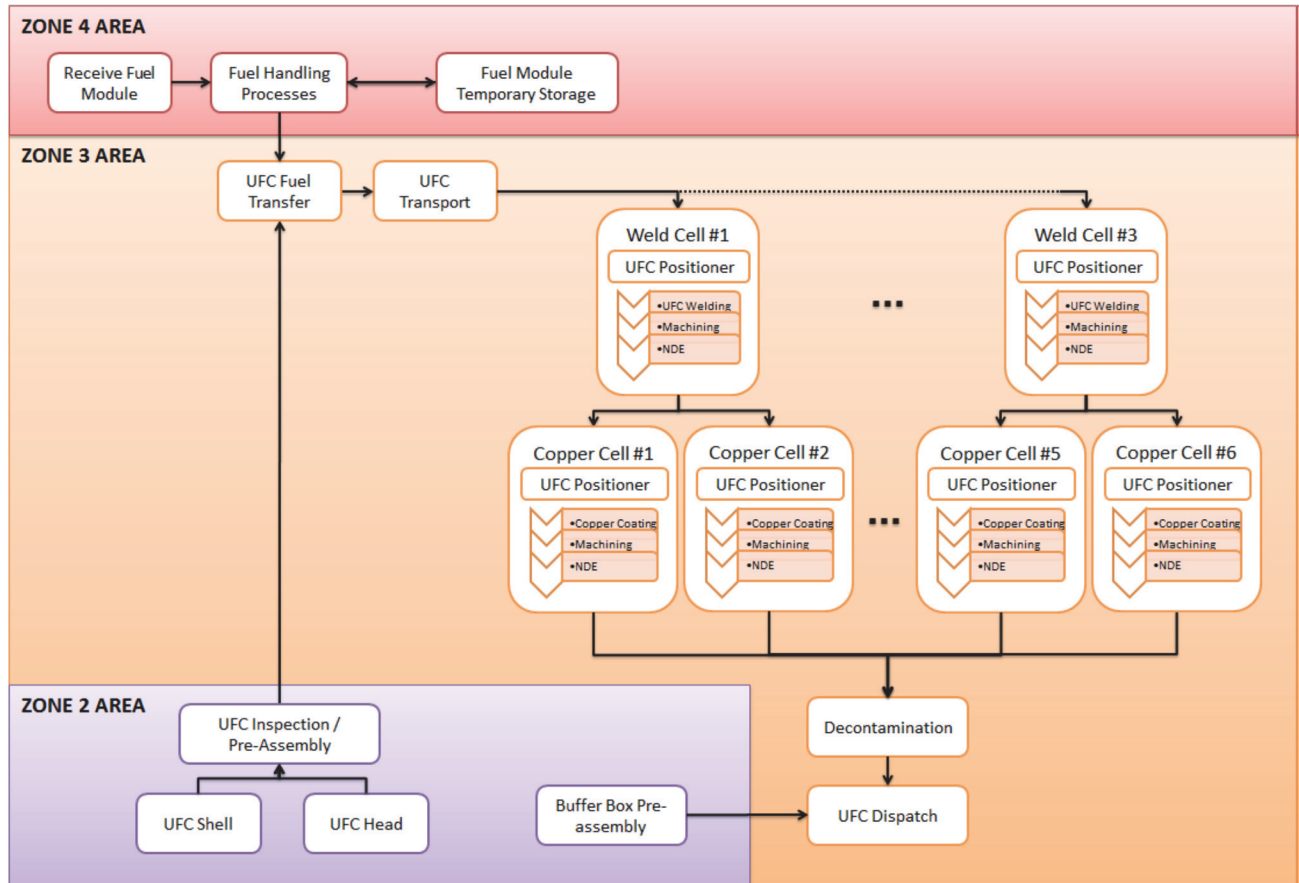 ZONE 4 AREA
Receive Fuel
Module
Fuel Handling
Processes
Fuel Module
Temporary Storage
ZONE 3 AREA
UFC Fuel
Transfer
UFC
Transport
Weld Cell #1
UFC Positioner
•UFC Welding
•Machining
•NDE
...
Weld Cell #3
UFC Positioner
•UFC Welding
•Machining
•NDE
Copper Cell #1
UFC Positioner
•Copper Coating
•Machining
•NDE
Copper Cell #2
UFC Positioner
•Copper Coating
•Machining
•NDE
...
Copper Cell #5
UFC Positioner
•Copper Coating
•Machining
•NDE
Copper Cell #6
UFC Positioner
•Copper Coating
•Machining
•NDE
ZONE 2 AREA
UFC Inspection /
Pre-Assembly
UFC Shell
UFC Head
Buffer Box Pre-
assembly
Decontamination
UFC Dispatch